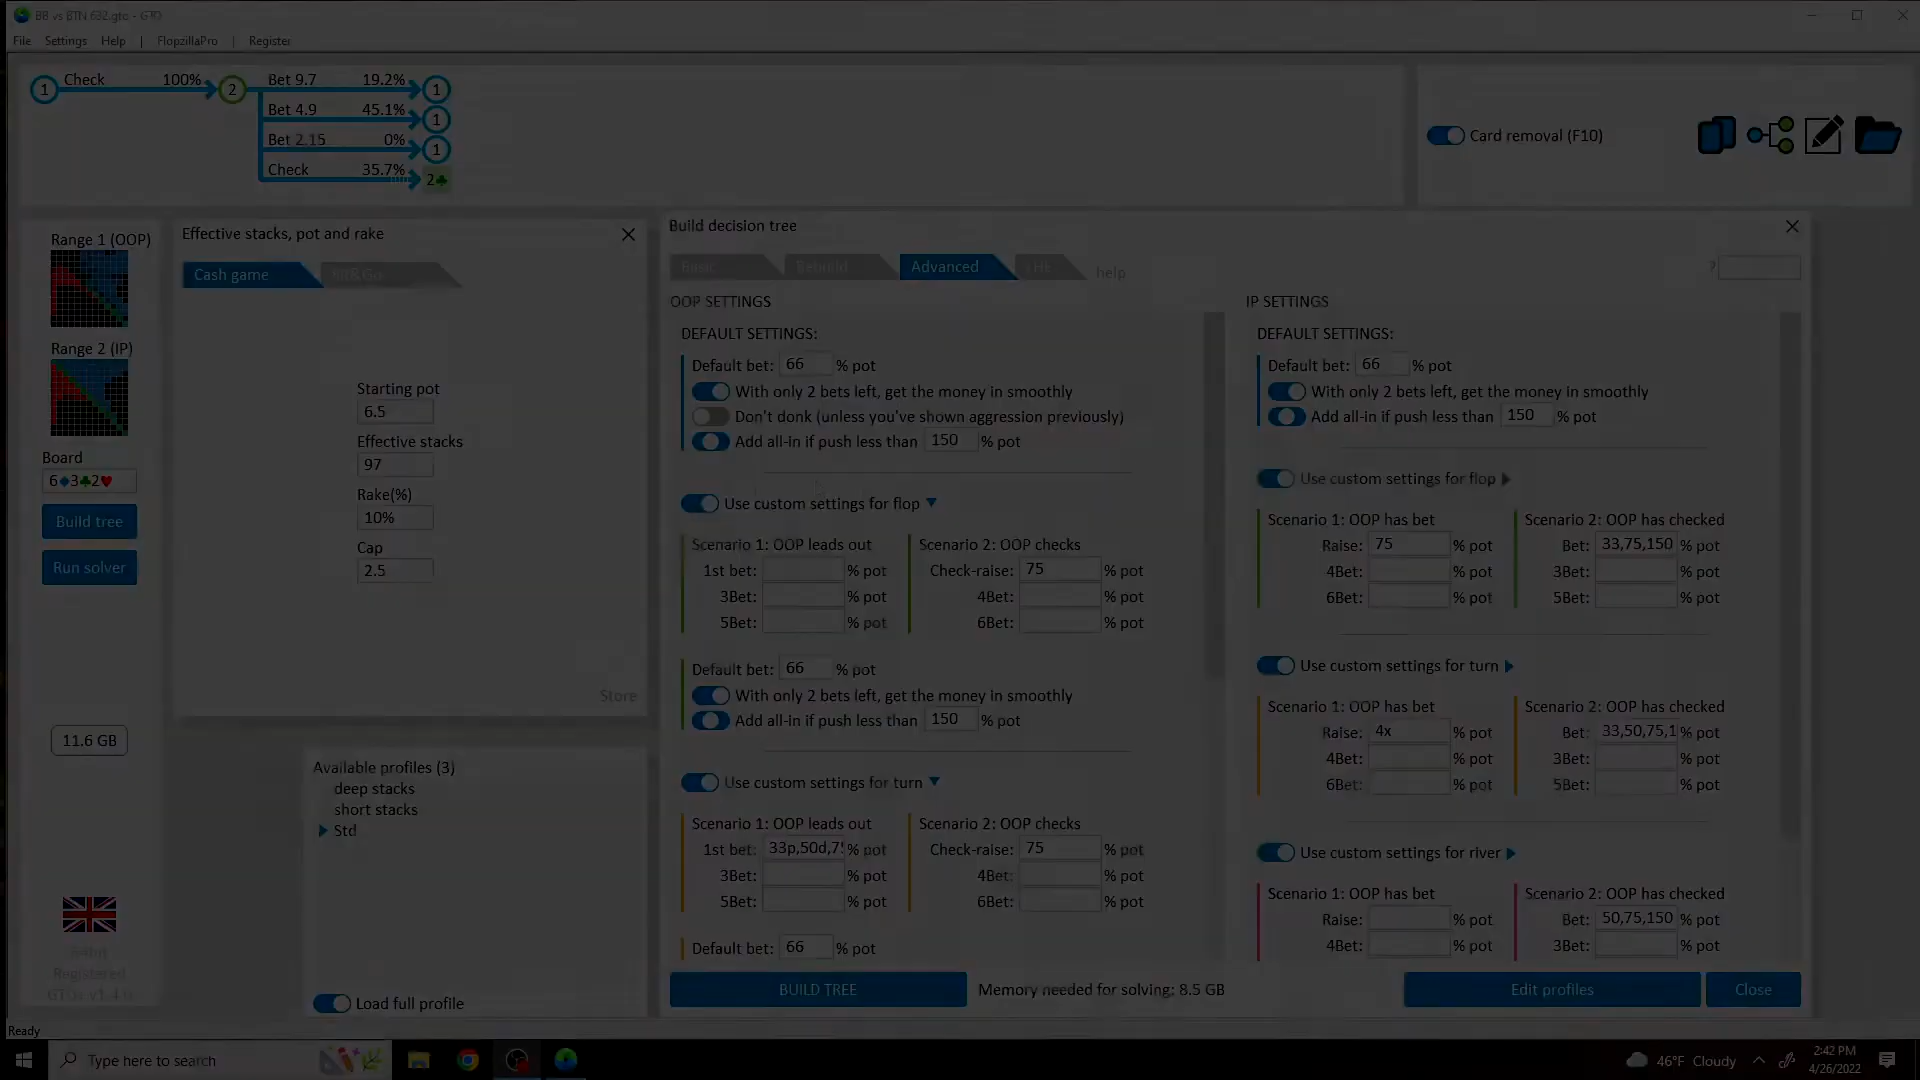 BB vs BTN 632.gto - GTO
File Settings Help | FlopzillaPro | Register
1 Check 100% 2 Bet 9.7 19.2% 1
Bet 4.9 45.1% 1
Bet 2.15 0% 1
Check 35.7% 2♣
Card removal (F10)
Range 1 (OOP)
Range 2 (IP)
Board
6♦3♣2♥
Build tree
Run solver
11.6 GB
64bit
Registered
Effective stacks, pot and rake
Cash game
Starting pot
6.5
Effective stacks
97
Rake(%)
10%
Cap
2.5
Store
Available profiles (3)
deep stacks
short stacks
Std
Load full profile
Build decision tree
Basic Rebuild Advanced help
?
OOP SETTINGS
DEFAULT SETTINGS:
Default bet: 66 % pot
With only 2 bets left, get the money in smoothly
Don't donk (unless you've shown aggression previously)
Add all-in if push less than 150 % pot
Use custom settings for flop
Scenario 1: OOP leads out Scenario 2: OOP checks
1st bet: % pot Check-raise: 75 % pot
3Bet: % pot 4Bet: % pot
5Bet: % pot 6Bet: % pot
Default bet: 66 % pot
With only 2 bets left, get the money in smoothly
Add all-in if push less than 150 % pot
Use custom settings for turn
Scenario 1: OOP leads out Scenario 2: OOP checks
1st bet: 33p,50d,7 % pot Check-raise: 75 % pot
3Bet: % pot 4Bet: % pot
5Bet: % pot 6Bet: % pot
Default bet: 66 % pot
IP SETTINGS
DEFAULT SETTINGS:
Default bet: 66 % pot
With only 2 bets left, get the money in smoothly
Add all-in if push less than 150 % pot
Use custom settings for flop
Scenario 1: OOP has bet Scenario 2: OOP has checked
Raise: 75 % pot Bet: 33,75,150 % pot
4Bet: % pot 3Bet: % pot
6Bet: % pot 5Bet: % pot
Use custom settings for turn
Scenario 1: OOP has bet Scenario 2: OOP has checked
Raise: 4x % pot Bet: 33,50,75,1 % pot
4Bet: % pot 3Bet: % pot
6Bet: % pot 5Bet: % pot
Use custom settings for river
Scenario 1: OOP has bet Scenario 2: OOP has checked
Raise: % pot Bet: 50,75,150 % pot
4Bet: % pot 3Bet: % pot
BUILD TREE Memory needed for solving: 8.5 GB Edit profiles Close
Ready
Type here to search
46°F Cloudy
2:42 PM
4/26/2022